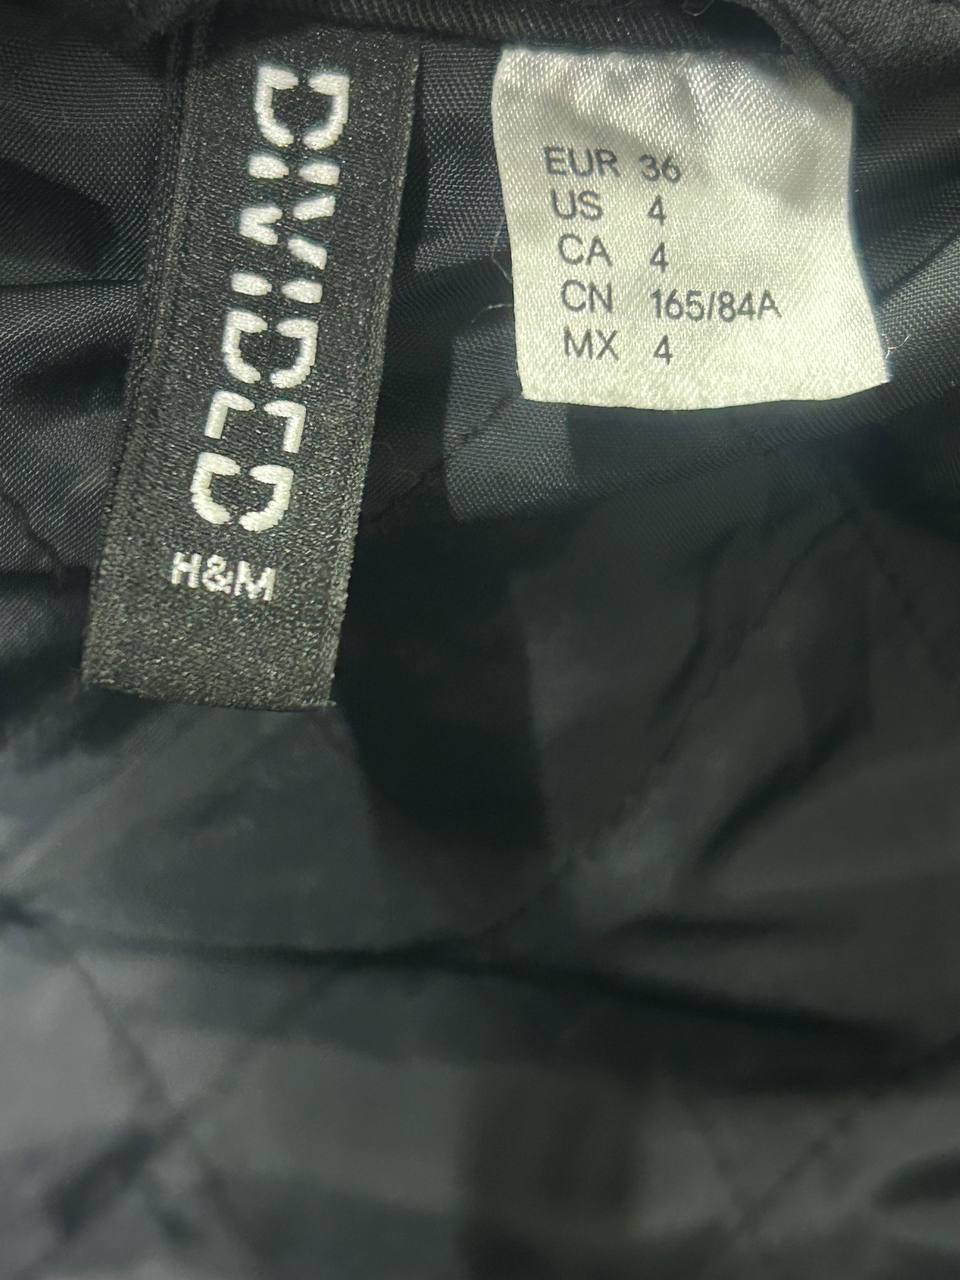 DIVIDED
H&M
EUR 36
US 4
CA 4
CN 165/84A
MX 4